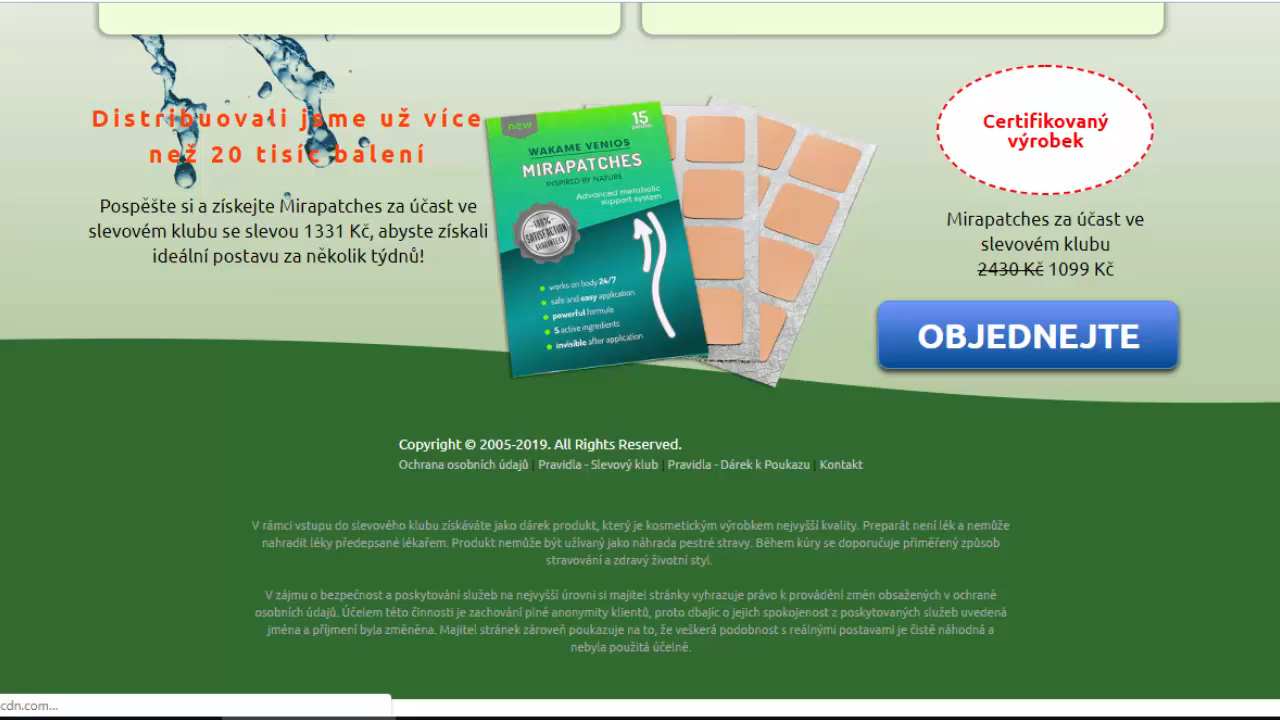 Distribuovali jsme už více
než 20 tisíc balení
Pospěšte si a získejte Mirapatches za účast ve
slevovém klubu se slevou 1331 Kč, abyste získali
ideální postavu za několik týdnů!
new
15
patches
WAKAME VENIOS
MIRAPATCHES
INSPIRED BY NATURE
Advanced metabolic
support system
100%
SATISFACTION
GUARANTEED
works on body 24/7
safe and easy application
powerful formula
5 active ingredients
invisible after application
Certifikovaný
výrobek
Mirapatches za účast ve
slevovém klubu
2430 Kč 1099 Kč
OBJEDNEJTE
Copyright © 2005-2019. All Rights Reserved.
Ochrana osobních údajů | Pravidla - Slevový klub | Pravidla - Dárek k Poukazu | Kontakt
V rámci vstupu do slevového klubu získáváte jako dárek produkt, který je kosmetickým výrobkem nejvyšší kvality. Preparát není lék a nemůže
nahradit léky předepsané lékařem. Produkt nemůže být užívaný jako náhrada pestré stravy. Během kúry se doporučuje přiměřený způsob
stravování a zdravý životní styl.
V zájmu o bezpečnost a poskytování služeb na nejvyšší úrovni si majitel stránky vyhrazuje právo k provádění změn obsažených v ochraně
osobních údajů. Účelem této činnosti je zachování plné anonymity klientů, proto dbajíc o jejich spokojenost z poskytovaných služeb uvedená
jména a příjmení byla změněna. Majitel stránek zároveň poukazuje na to, že veškerá podobnost s reálnými postavami je čistě náhodná a
nebyla použitá účelně.
cdn.com...